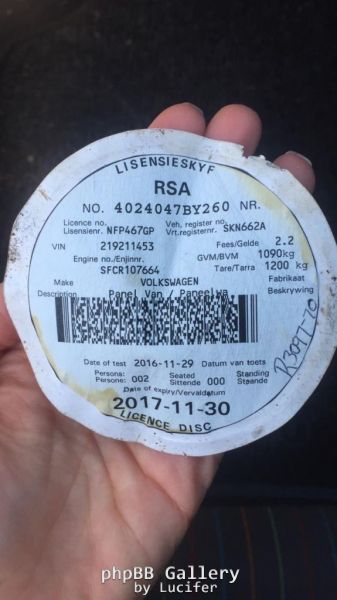 LISENSIESKYF
RSA
NO. 4024047BY260 NR.
Licence no. Lisensienr. NFP467GP Veh. register no. Vrt.registernr. SKN662A
VIN 219211453 Fees/Gelde 2.2
Engine no./Enjinnr. SFCR107664 GVM/BVM 1090kg
Tare/Tarra 1200 kg
Make VOLKSWAGEN Fabrikaat
Description Panel Van / Beskrywing
Date of test 2016-11-29 Datum van toets
Persons: Persone: 002 Seated Sittende 000 Standing Staande
Date of expiry/Vervaldatum
2017-11-30
LICENCE DISC
phpBB Gallery
by Lucifer